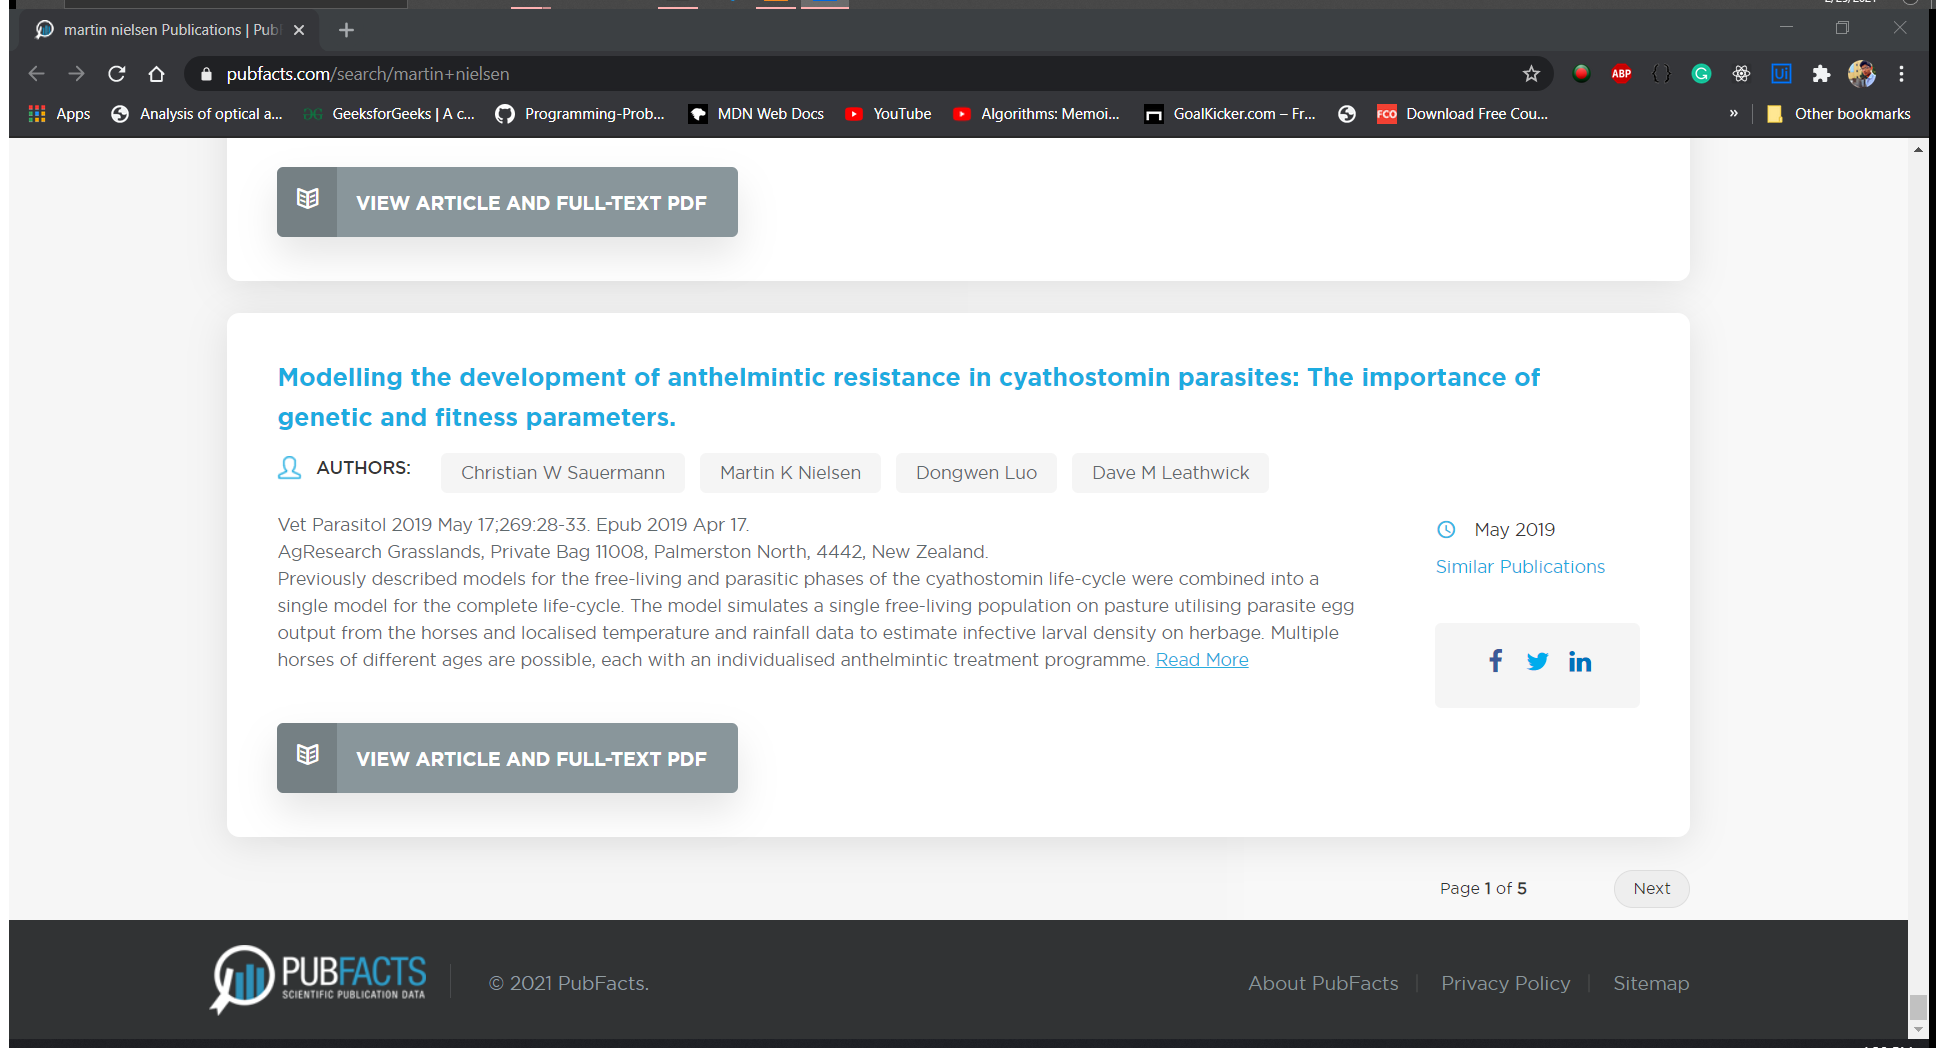 martin nielsen Publications | Pub
pubfacts.com/search/martin+nielsen
ABP
Ui
Apps
Analysis of optical a...
GeeksforGeeks | A c...
Programming-Prob...
MDN Web Docs
YouTube
Algorithms: Memoi...
GoalKicker.com – Fr...
FCO
Download Free Cou...
»
Other bookmarks
VIEW ARTICLE AND FULL-TEXT PDF
Modelling the development of anthelmintic resistance in cyathostomin parasites: The importance of
genetic and fitness parameters.
AUTHORS:
Christian W Sauermann
Martin K Nielsen
Dongwen Luo
Dave M Leathwick
Vet Parasitol 2019 May 17;269:28-33. Epub 2019 Apr 17.
AgResearch Grasslands, Private Bag 11008, Palmerston North, 4442, New Zealand.
Previously described models for the free-living and parasitic phases of the cyathostomin life-cycle were combined into a
single model for the complete life-cycle. The model simulates a single free-living population on pasture utilising parasite egg
output from the horses and localised temperature and rainfall data to estimate infective larval density on herbage. Multiple
horses of different ages are possible, each with an individualised anthelmintic treatment programme. Read More
May 2019
Similar Publications
VIEW ARTICLE AND FULL-TEXT PDF
Page 1 of 5
Next
PUBFACTS
SCIENTIFIC PUBLICATION DATA
© 2021 PubFacts.
About PubFacts
Privacy Policy
Sitemap